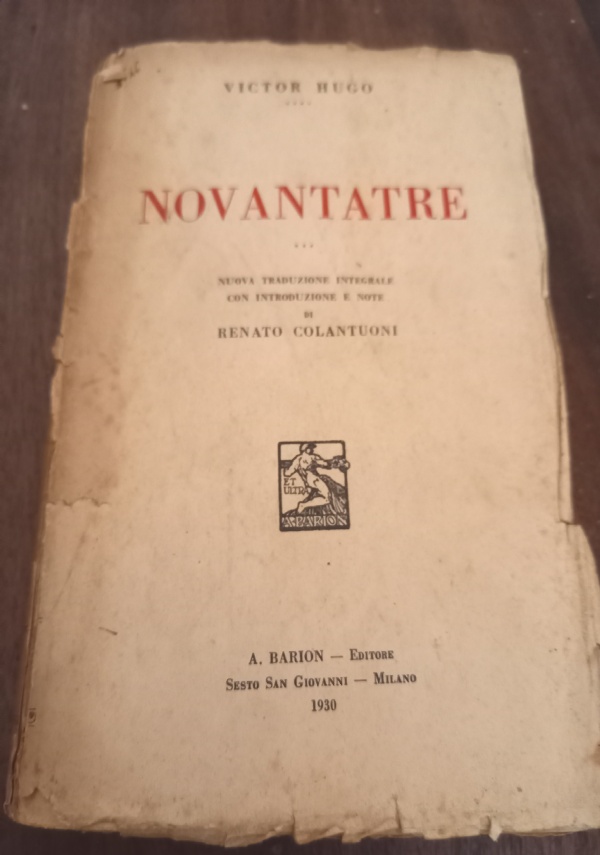 VICTOR HUGO
NOVANTATRE
NUOVA TRADUZIONE INTEGRALE
CON INTRODUZIONE E NOTE
DI
RENATO COLANTUONI
ET
ULTRA
A·BARION
A. BARION — EDITORE
SESTO SAN GIOVANNI — MILANO
1930